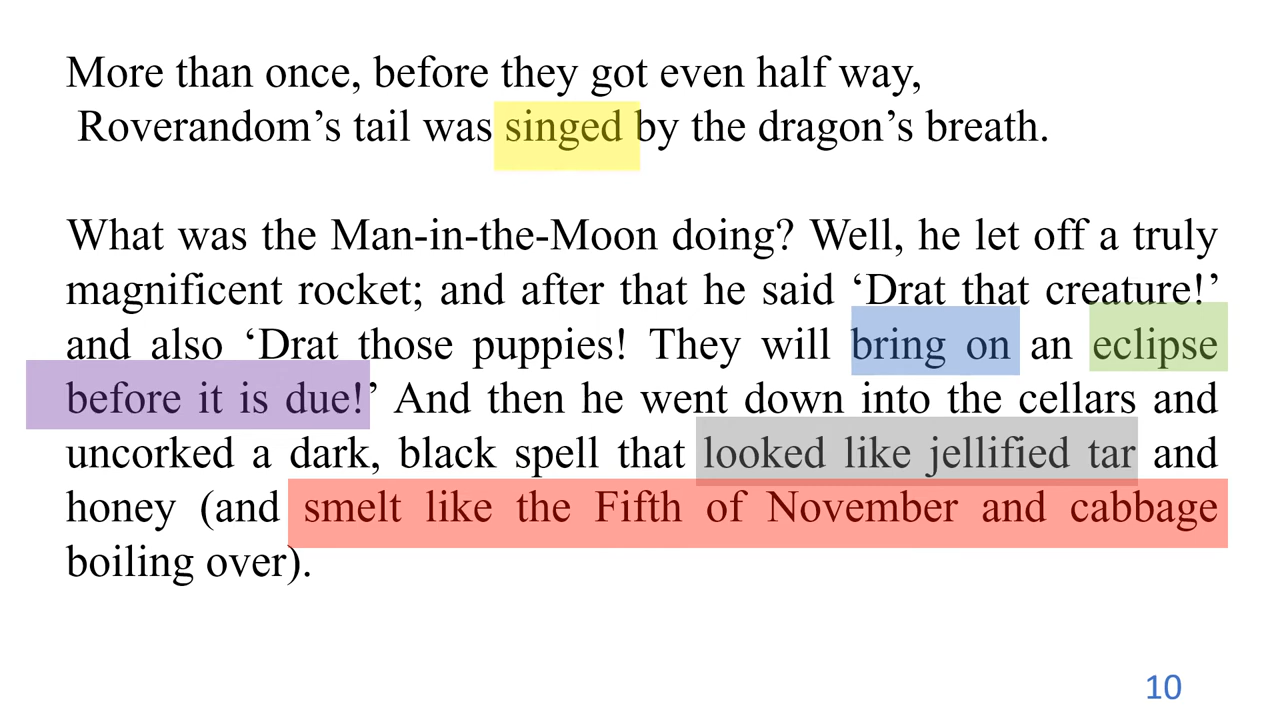 More than once, before they got even half way,
Roverandom’s tail was singed by the dragon’s breath.
What was the Man-in-the-Moon doing? Well, he let off a truly
magnificent rocket; and after that he said ‘Drat that creature!’
and also ‘Drat those puppies! They will bring on an eclipse
before it is due!’ And then he went down into the cellars and
uncorked a dark, black spell that looked like jellified tar and
honey (and smelt like the Fifth of November and cabbage
boiling over).
10